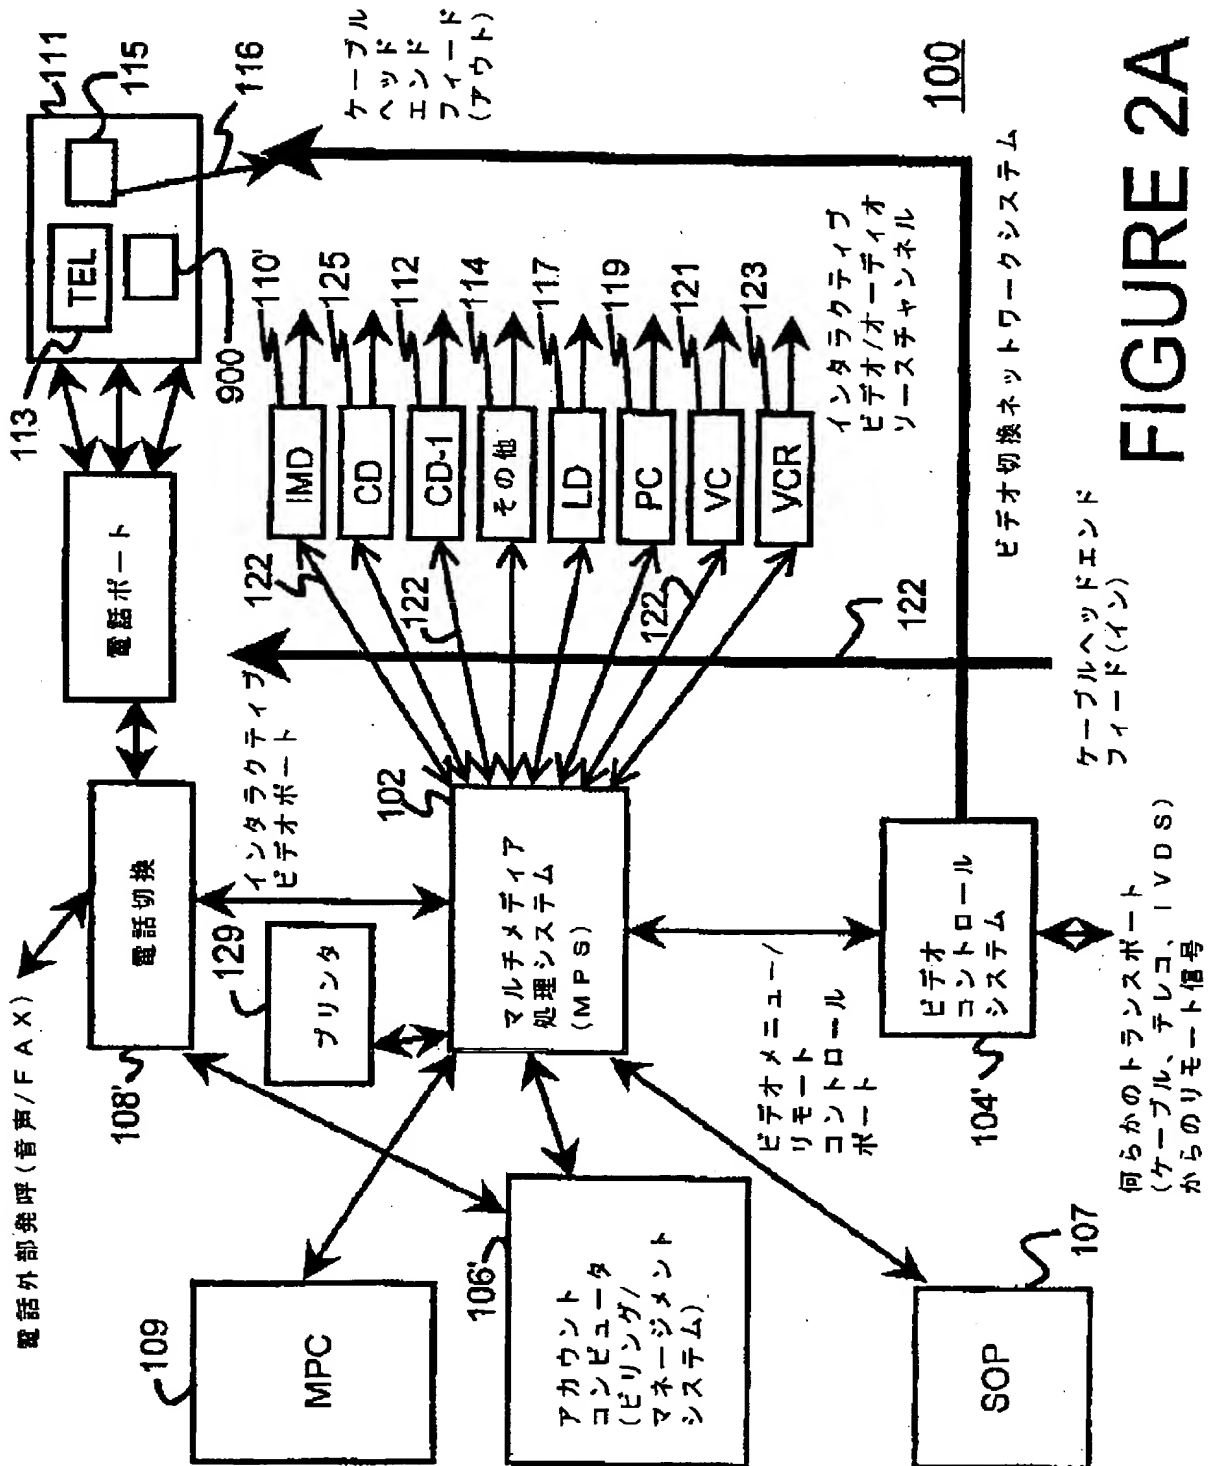 電話外部発呼(音声/FAX)
109
MPC
108'
電話切換
129
プリンタ
インタラクティブ
ビデオポート
電話ポート
113
TEL
111
115
116
900
ケーブル
ヘッド
エンド
フィード
(アウト)
106'
アカウント
コンピュータ
(ビリング/
マネージメント
システム)
102
マルチメディア
処理システム
(MPS)
122
122
122
122
IMD
110'
CD
125
CD-1
112
その他
114
LD
117
PC
119
VC
121
VCR
123
インタラクティブ
ビデオ/オーディオ
ソースチャンネル
107
SOP
ビデオメニュー/
リモート
コントロール
ポート
104'
ビデオ
コントロール
システム
何らかのトランスポート
(ケーブル、テレコ、IVDS)
からのリモート信号
ケーブルヘッドエンド
フィード(イン)
ビデオ切換ネットワークシステム
100
FIGURE 2A